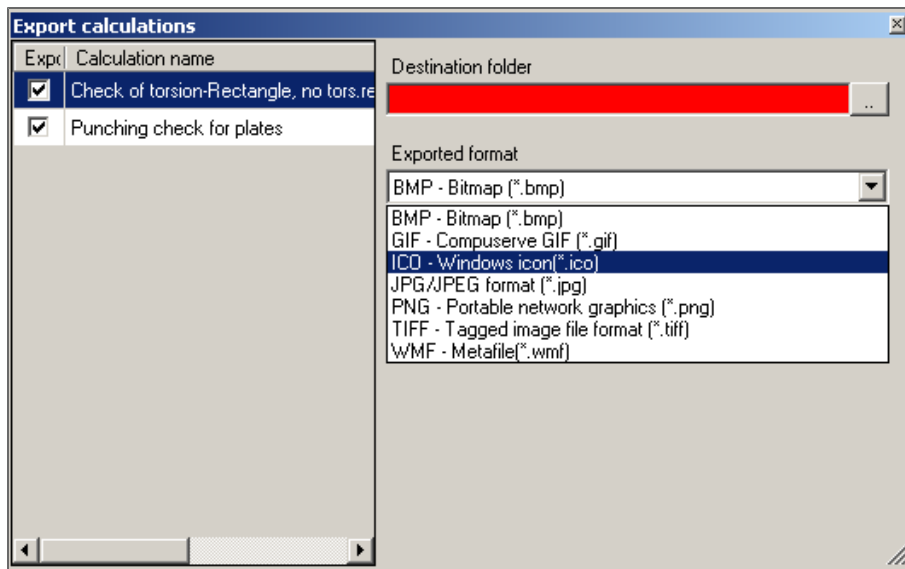 Export calculations
Expo Calculation name
Check of torsion-Rectangle, no tors.re
Punching check for plates
Destination folder
..
Exported format
BMP - Bitmap (*.bmp)
BMP - Bitmap (*.bmp)
GIF - Compuserve GIF (*.gif)
ICO - Windows icon(*.ico)
JPG/JPEG format (*.jpg)
PNG - Portable network graphics (*.png)
TIFF - Tagged image file format (*.tiff)
WMF - Metafile(*.wmf)